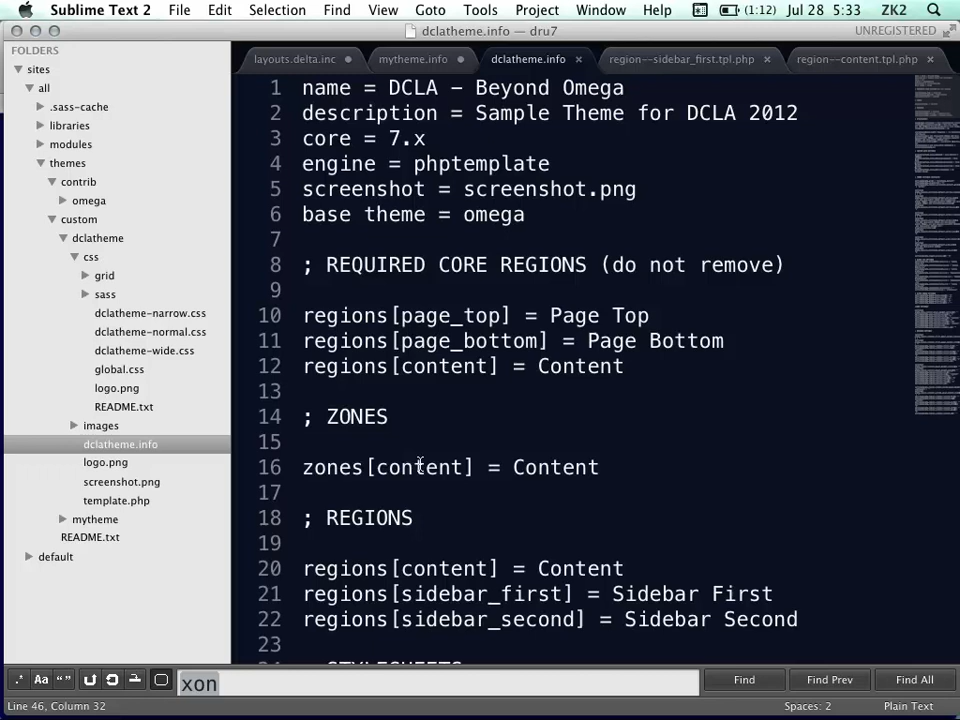 Sublime Text 2 File Edit Selection Find View Goto Tools Project Window Help (1:12) Jul 28 5:33 ZK2
dclatheme.info — dru7 UNREGISTERED
FOLDERS
sites
all
.sass-cache
libraries
modules
themes
contrib
omega
custom
dclatheme
css
grid
sass
dclatheme-narrow.css
dclatheme-normal.css
dclatheme-wide.css
global.css
logo.png
README.txt
images
dclatheme.info
logo.png
screenshot.png
template.php
mytheme
README.txt
default
layouts.delta.inc mytheme.info dclatheme.info region--sidebar_first.tpl.php region--content.tpl.php
1 name = DCLA - Beyond Omega
2 description = Sample Theme for DCLA 2012
3 core = 7.x
4 engine = phptemplate
5 screenshot = screenshot.png
6 base theme = omega
7
8 ; REQUIRED CORE REGIONS (do not remove)
9
10 regions[page_top] = Page Top
11 regions[page_bottom] = Page Bottom
12 regions[content] = Content
13
14 ; ZONES
15
16 zones[content] = Content
17
18 ; REGIONS
19
20 regions[content] = Content
21 regions[sidebar_first] = Sidebar First
22 regions[sidebar_second] = Sidebar Second
23
24 ; STYLESHEETS
.* Aa “” xon Find Find Prev Find All
Line 46, Column 32 Spaces: 2 Plain Text